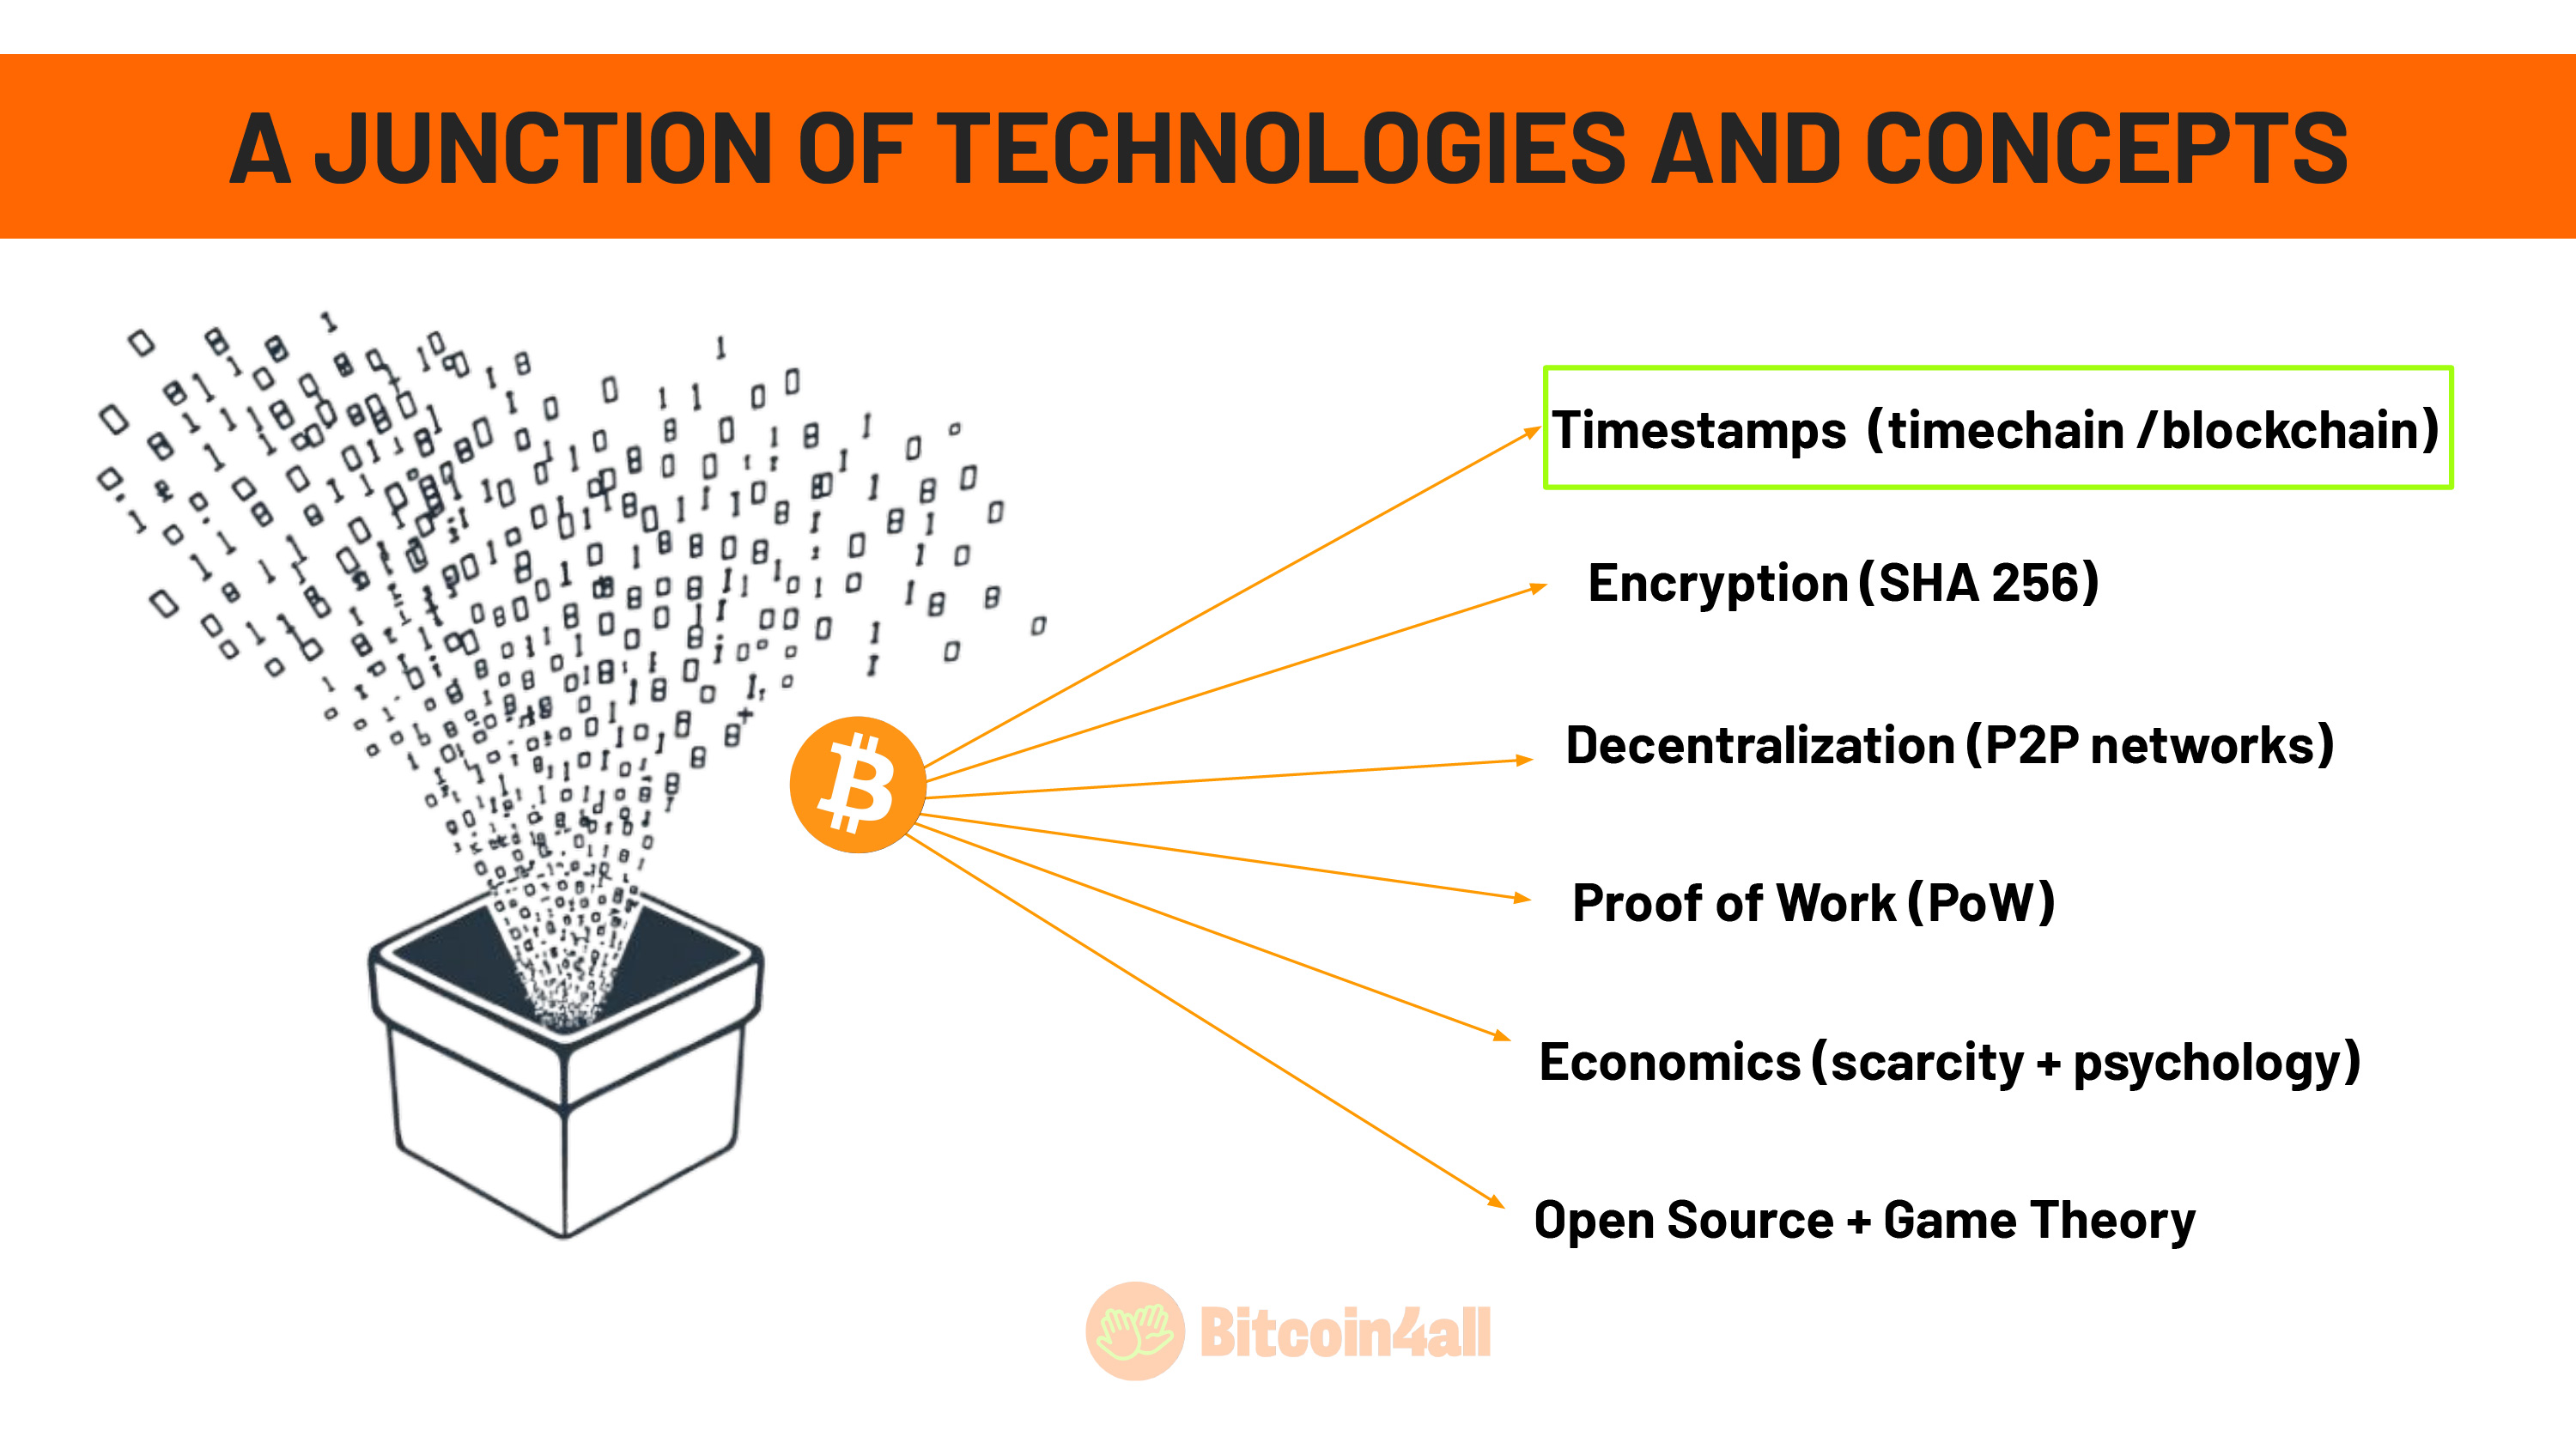 A JUNCTION OF TECHNOLOGIES AND CONCEPTS
Timestamps (timechain /blockchain)
Encryption (SHA 256)
Decentralization (P2P networks)
Proof of Work (PoW)
Economics (scarcity + psychology)
Open Source + Game Theory
Bitcoin4all